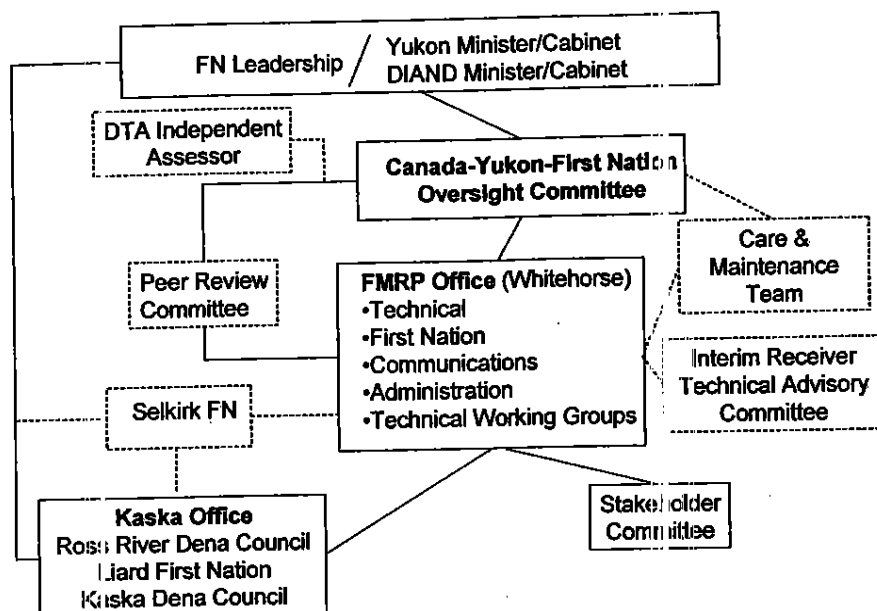 FN Leadership / Yukon Minister/Cabinet
DIAND Minister/Cabinet
DTA Independent
Assessor
Canada-Yukon-First Nation
Oversight Committee
Care &
Maintenance
Team
Peer Review
Committee
FMRP Office (Whitehorse)
•Technical
•First Nation
•Communications
•Administration
•Technical Working Groups
Interim Receiver
Technical Advisory
Committee
Selkirk FN
Stakeholder
Committee
Kaska Office
Ross River Dena Council
Liard First Nation
Kaska Dena Council